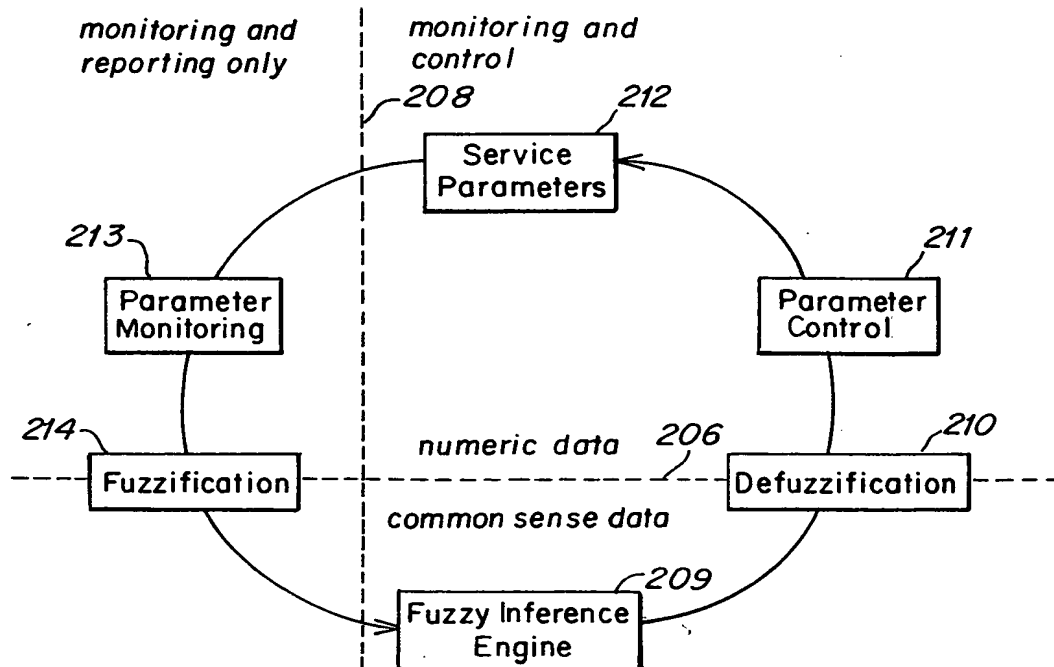 monitoring and
reporting only
monitoring and
control
208
212
Service
Parameters
213
211
Parameter
Monitoring
Parameter
Control
214
numeric data
206
210
Fuzzification
Defuzzification
common sense data
209
Fuzzy Inference
Engine